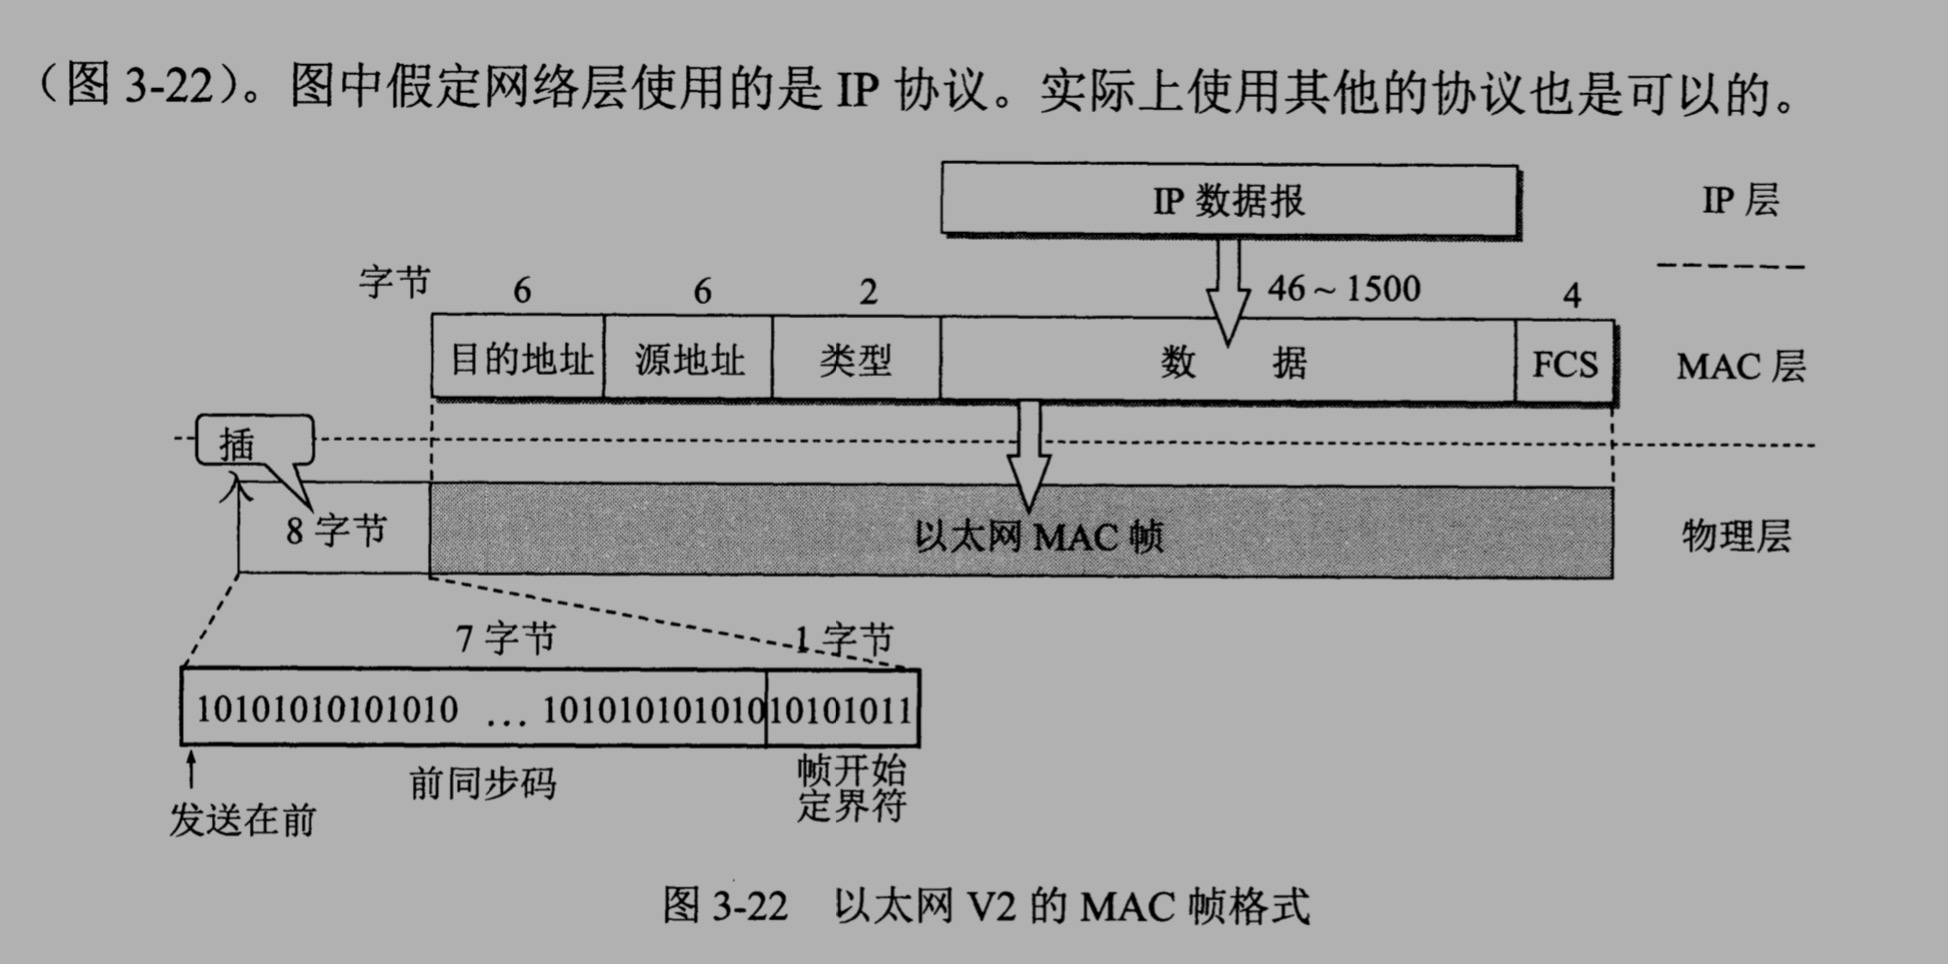 （图 3-22）。图中假定网络层使用的是 IP 协议。实际上使用其他的协议也是可以的。
IP 数据报
IP 层
字节
6
6
2
46 ~ 1500
4
目的地址
源地址
类型
数 据
FCS
MAC 层
插
入
8 字节
以太网 MAC 帧
物理层
7 字节
1 字节
10101010101010 … 101010101010
10101011
发送在前
前同步码
帧开始
定界符
图 3-22 以太网 V2 的 MAC 帧格式